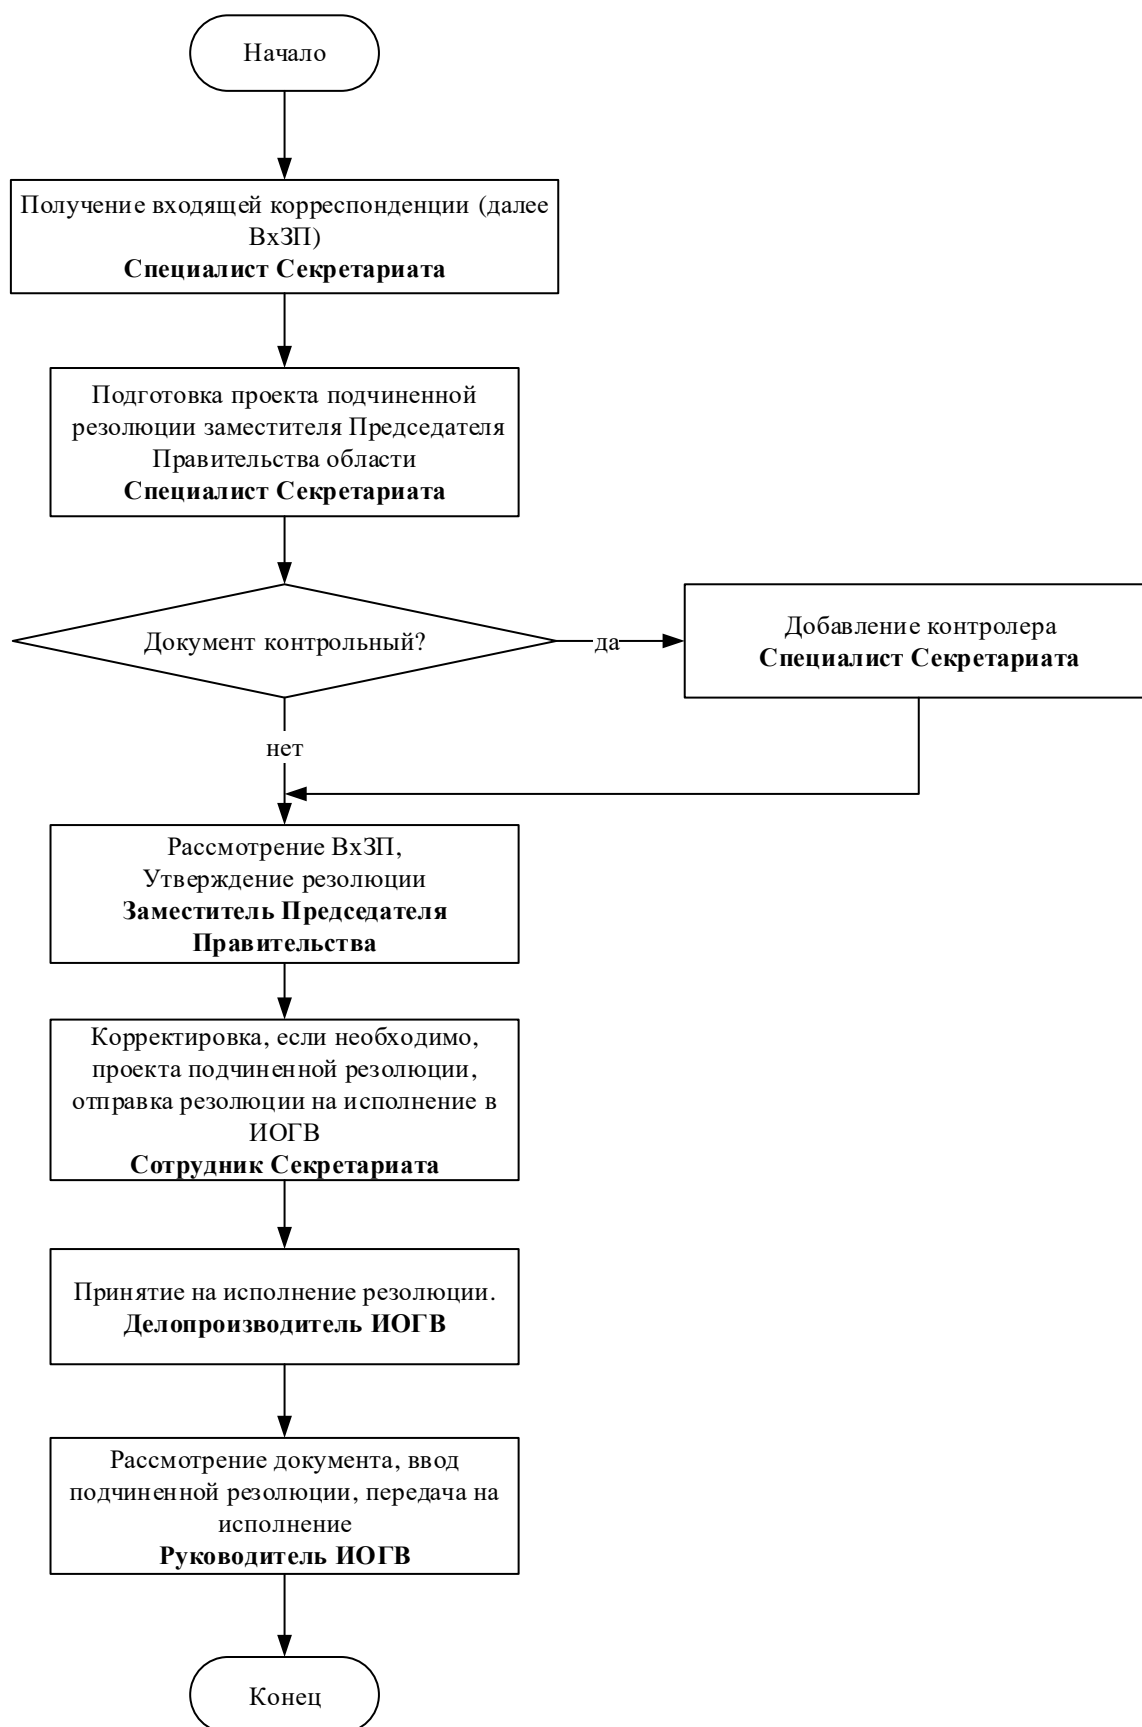 Начало
Получение входящей корреспонденции (далее
ВхЗП)
Специалист Секретариата
Подготовка проекта подчиненной
резолюции заместителя Председателя
Правительства области
Специалист Секретариата
Документ контрольный?
да
Добавление контролера
Специалист Секретариата
нет
Рассмотрение ВхЗП,
Утверждение резолюции
Заместитель Председателя
Правительства
Корректировка, если необходимо,
проекта подчиненной резолюции,
отправка резолюции на исполнение в
ИОГВ
Сотрудник Секретариата
Принятие на исполнение резолюции.
Делопроизводитель ИОГВ
Рассмотрение документа, ввод
подчиненной резолюции, передача на
исполнение
Руководитель ИОГВ
Конец